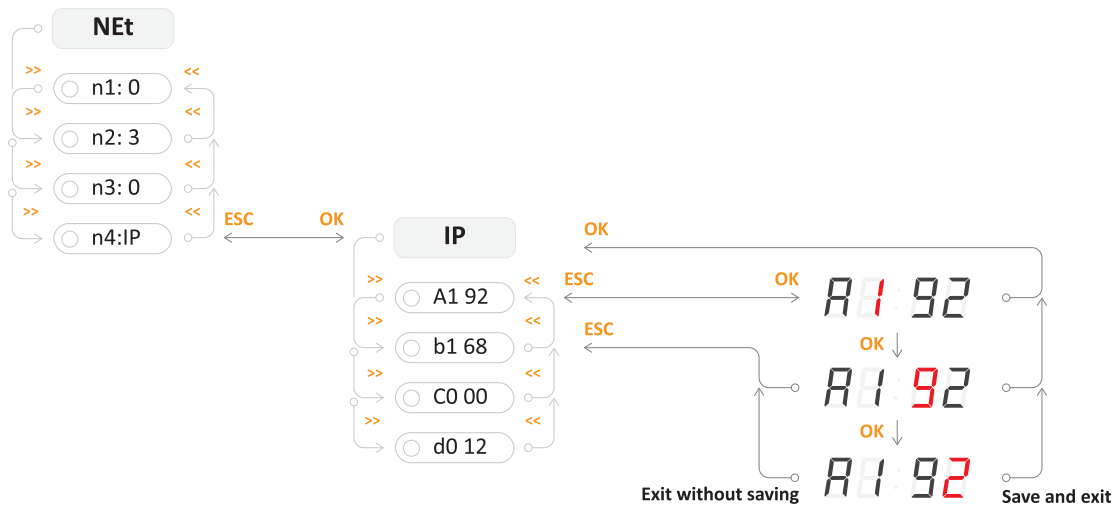 NEt
>> <<
n1: 0
>> <<
n2: 3
>> <<
n3: 0
>> <<
n4:IP
ESC OK
IP
OK
>> <<
A1 92
ESC OK
A1:92
>> <<
b1 68
ESC
OK
>> <<
C0 00
A1:92
>> <<
d0 12
OK
A1:92
Exit without saving
Save and exit